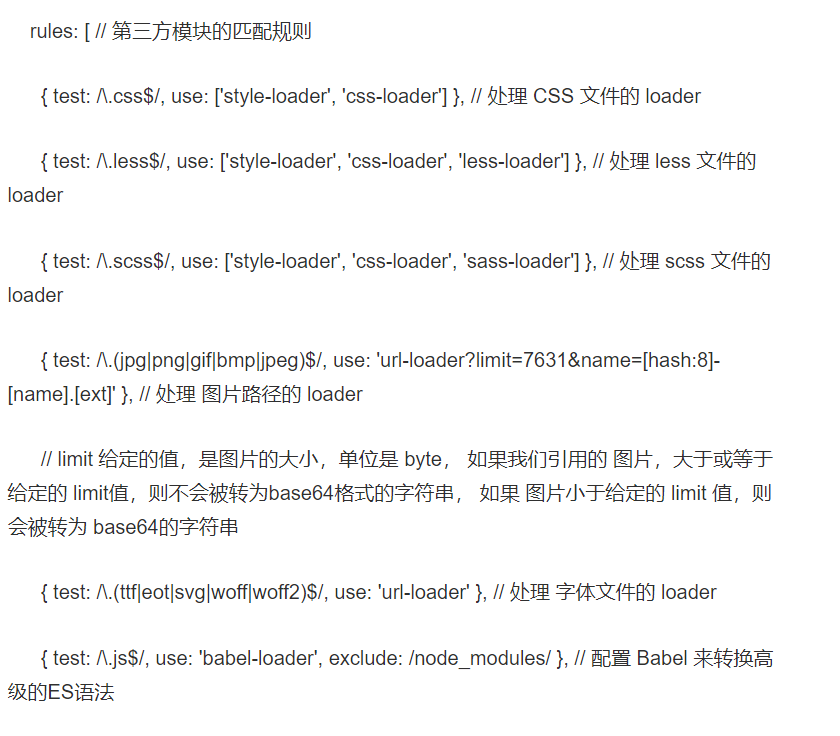 rules: [ // 第三方模块的匹配规则
{ test: /\.css$/, use: ['style-loader', 'css-loader'] }, // 处理 CSS 文件的 loader
{ test: /\.less$/, use: ['style-loader', 'css-loader', 'less-loader'] }, // 处理 less 文件的
loader
{ test: /\.scss$/, use: ['style-loader', 'css-loader', 'sass-loader'] }, // 处理 scss 文件的
loader
{ test: /\.(jpg|png|gif|bmp|jpeg)$/, use: 'url-loader?limit=7631&name=[hash:8]-
[name].[ext]' }, // 处理 图片路径的 loader
// limit 给定的值，是图片的大小，单位是 byte， 如果我们引用的 图片，大于或等于
给定的 limit值，则不会被转为base64格式的字符串， 如果 图片小于给定的 limit 值，则
会被转为 base64的字符串
{ test: /\.(ttf|eot|svg|woff|woff2)$/, use: 'url-loader' }, // 处理 字体文件的 loader
{ test: /\.js$/, use: 'babel-loader', exclude: /node_modules/ }, // 配置 Babel 来转换高
级的ES语法